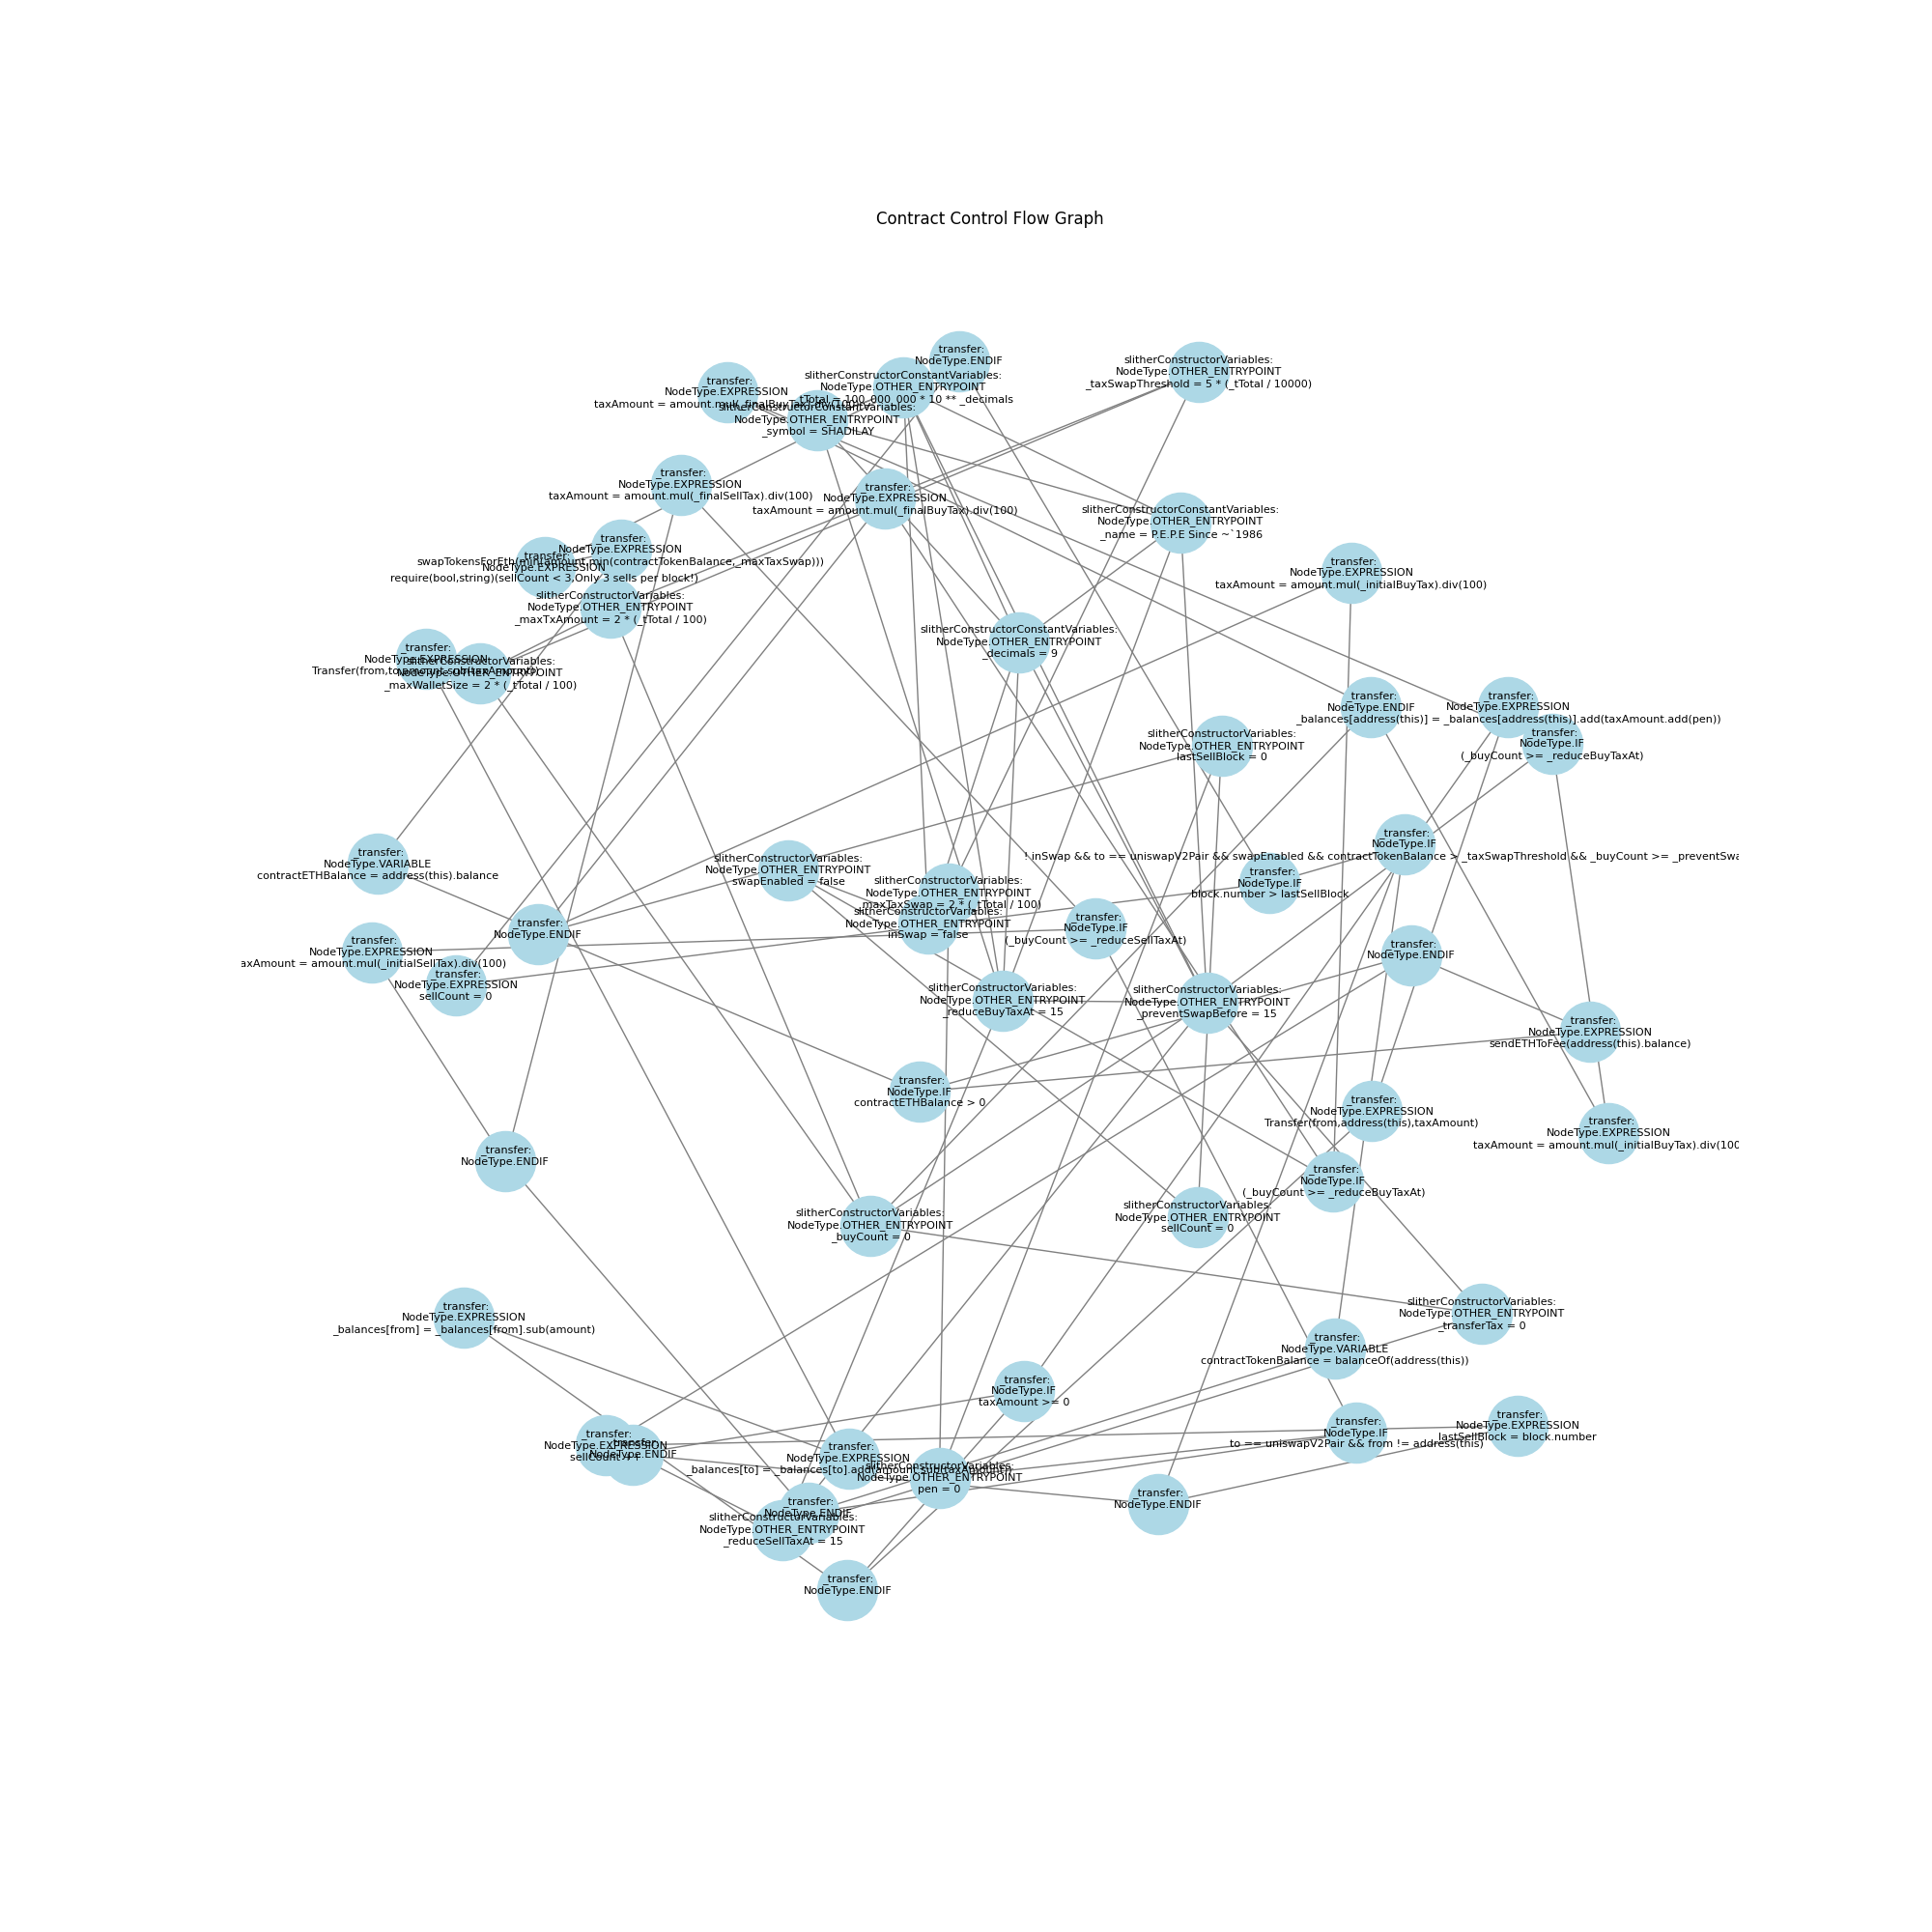 Contract Control Flow Graph
_transfer:
NodeType.ENDIF
slitherConstructorVariables:
NodeType.OTHER_ENTRYPOINT
_taxSwapThreshold = 5 * (_tTotal / 10000)
slitherConstructorConstantVariables:
NodeType.OTHER_ENTRYPOINT
_tTotal = 100_000_000 * 10 ** _decimals
_transfer:
NodeType.EXPRESSION
taxAmount = amount.mul(_finalBuyTax).div(100)
slitherConstructorConstantVariables:
NodeType.OTHER_ENTRYPOINT
_symbol = SHADILAY
_transfer:
NodeType.EXPRESSION
taxAmount = amount.mul(_finalSellTax).div(100)
_transfer:
NodeType.EXPRESSION
taxAmount = amount.mul(_finalBuyTax).div(100)
slitherConstructorConstantVariables:
NodeType.OTHER_ENTRYPOINT
_name = P.E.P.E Since ~`1986
_transfer:
NodeType.EXPRESSION
swapTokensForEth(min(amount,min(contractTokenBalance,_maxTaxSwap)))
_transfer:
NodeType.EXPRESSION
require(bool,string)(sellCount < 3,Only 3 sells per block!)
_transfer:
NodeType.EXPRESSION
taxAmount = amount.mul(_initialBuyTax).div(100)
slitherConstructorVariables:
NodeType.OTHER_ENTRYPOINT
_maxTxAmount = 2 * (_tTotal / 100)
slitherConstructorConstantVariables:
NodeType.OTHER_ENTRYPOINT
_decimals = 9
_transfer:
NodeType.EXPRESSION
Transfer(from,to,amount.sub(taxAmount))
slitherConstructorVariables:
NodeType.OTHER_ENTRYPOINT
_maxWalletSize = 2 * (_tTotal / 100)
_transfer:
NodeType.ENDIF
_transfer:
NodeType.EXPRESSION
_balances[address(this)] = _balances[address(this)].add(taxAmount.add(pen))
_transfer:
NodeType.IF
(_buyCount >= _reduceBuyTaxAt)
slitherConstructorVariables:
NodeType.OTHER_ENTRYPOINT
lastSellBlock = 0
_transfer:
NodeType.IF
! inSwap && to == uniswapV2Pair && swapEnabled && contractTokenBalance > _taxSwapThreshold && _buyCount >= _preventSwa
_transfer:
NodeType.VARIABLE
contractETHBalance = address(this).balance
slitherConstructorVariables:
NodeType.OTHER_ENTRYPOINT
swapEnabled = false
_transfer:
NodeType.IF
block.number > lastSellBlock
slitherConstructorVariables:
NodeType.OTHER_ENTRYPOINT
_maxTaxSwap = 2 * (_tTotal / 100)
slitherConstructorVariables:
NodeType.OTHER_ENTRYPOINT
inSwap = false
_transfer:
NodeType.IF
(_buyCount >= _reduceSellTaxAt)
_transfer:
NodeType.ENDIF
_transfer:
NodeType.EXPRESSION
axAmount = amount.mul(_initialSellTax).div(100)
_transfer:
NodeType.ENDIF
_transfer:
NodeType.EXPRESSION
sellCount = 0
slitherConstructorVariables:
NodeType.OTHER_ENTRYPOINT
_reduceBuyTaxAt = 15
slitherConstructorVariables:
NodeType.OTHER_ENTRYPOINT
_preventSwapBefore = 15
_transfer:
NodeType.EXPRESSION
sendETHToFee(address(this).balance)
_transfer:
NodeType.IF
contractETHBalance > 0
_transfer:
NodeType.EXPRESSION
Transfer(from,address(this),taxAmount)
_transfer:
NodeType.EXPRESSION
taxAmount = amount.mul(_initialBuyTax).div(100
_transfer:
NodeType.ENDIF
_transfer:
NodeType.IF
(_buyCount >= _reduceBuyTaxAt)
slitherConstructorVariables:
NodeType.OTHER_ENTRYPOINT
_buyCount = 0
slitherConstructorVariables:
NodeType.OTHER_ENTRYPOINT
sellCount = 0
_transfer:
NodeType.EXPRESSION
_balances[from] = _balances[from].sub(amount)
slitherConstructorVariables:
NodeType.OTHER_ENTRYPOINT
_transferTax = 0
_transfer:
NodeType.VARIABLE
contractTokenBalance = balanceOf(address(this))
_transfer:
NodeType.IF
taxAmount >= 0
_transfer:
NodeType.EXPRESSION
lastSellBlock = block.number
_transfer:
NodeType.IF
to == uniswapV2Pair && from != address(this)
_transfer:
NodeType.EXPRESSION
sellCount ++
_transfer:
NodeType.ENDIF
_transfer:
NodeType.EXPRESSION
_balances[to] = _balances[to].add(amount.sub(taxAmount))
slitherConstructorVariables:
NodeType.OTHER_ENTRYPOINT
pen = 0
_transfer:
NodeType.ENDIF
_transfer:
NodeType.ENDIF
slitherConstructorVariables:
NodeType.OTHER_ENTRYPOINT
_reduceSellTaxAt = 15
_transfer:
NodeType.ENDIF